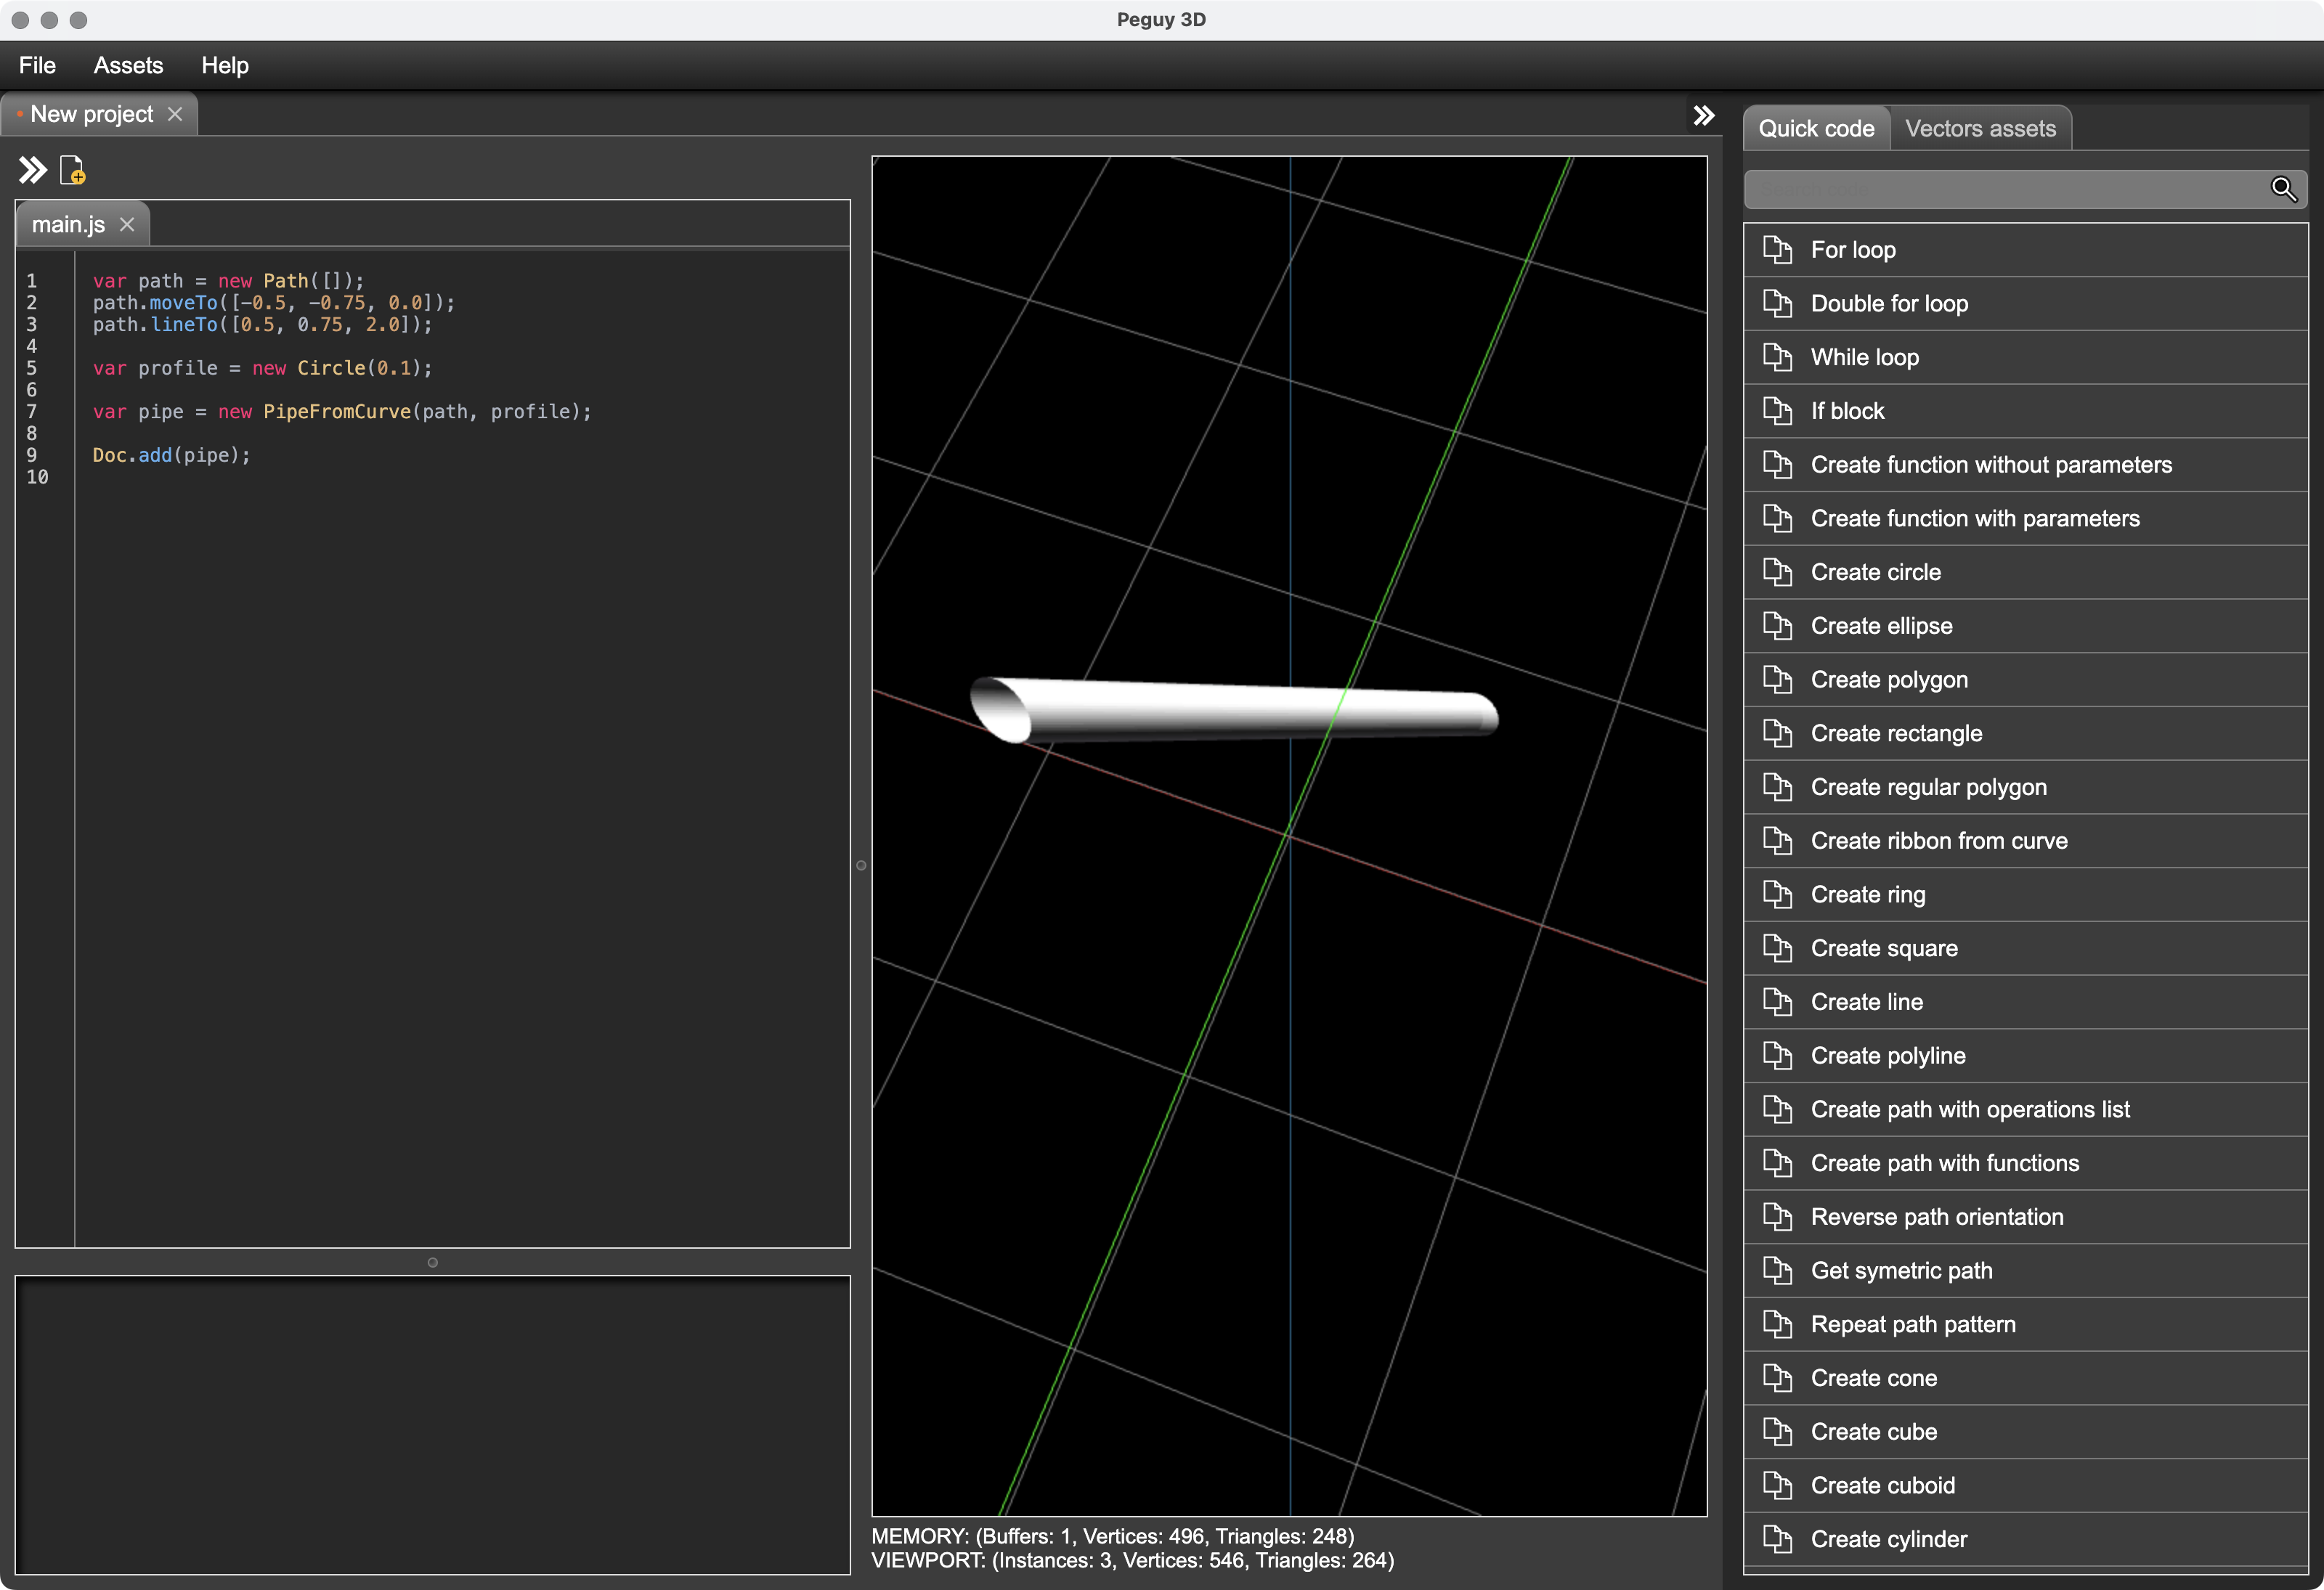 Peguy 3D
File Assets Help
New project
Quick code Vectors assets
main.js
1 var path = new Path([]);
2 path.moveTo([-0.5, -0.75, 0.0]);
3 path.lineTo([0.5, 0.75, 2.0]);
4
5 var profile = new Circle(0.1);
6
7 var pipe = new PipeFromCurve(path, profile);
8
9 Doc.add(pipe);
10
MEMORY: (Buffers: 1, Vertices: 496, Triangles: 248)
VIEWPORT: (Instances: 3, Vertices: 546, Triangles: 264)
For loop
Double for loop
While loop
If block
Create function without parameters
Create function with parameters
Create circle
Create ellipse
Create polygon
Create rectangle
Create regular polygon
Create ribbon from curve
Create ring
Create square
Create line
Create polyline
Create path with operations list
Create path with functions
Reverse path orientation
Get symetric path
Repeat path pattern
Create cone
Create cube
Create cuboid
Create cylinder